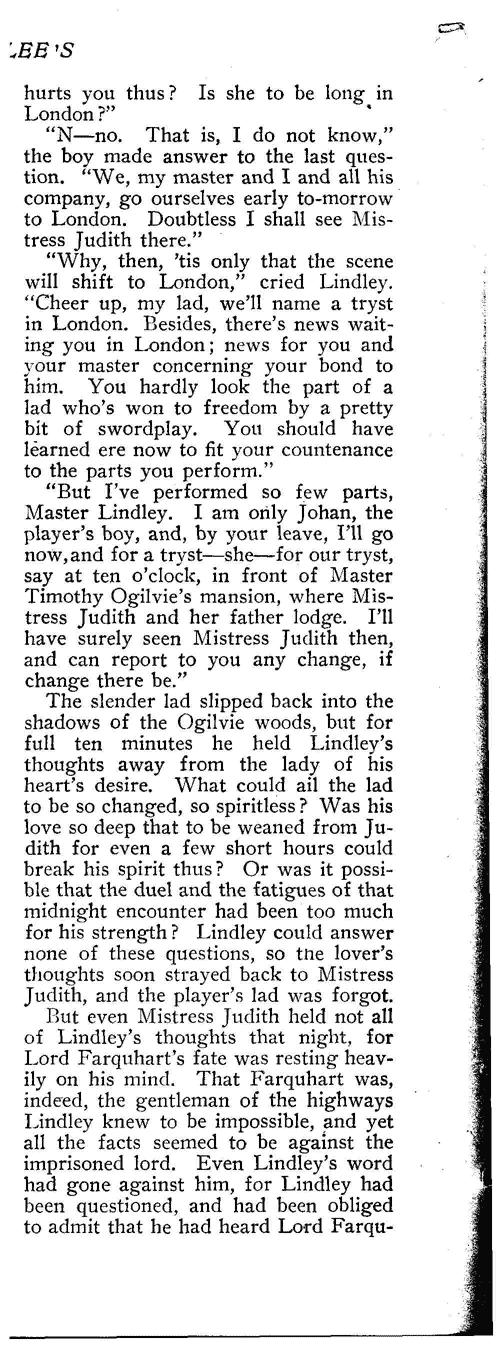 LEE'S
hurts you thus? Is she to be long in
London?"
"N—no. That is, I do not know,"
the boy made answer to the last ques-
tion. "We, my master and I and all his
company, go ourselves early to-morrow
to London. Doubtless I shall see Mis-
tress Judith there."
"Why, then, 'tis only that the scene
will shift to London," cried Lindley.
"Cheer up, my lad, we'll name a tryst
in London. Besides, there's news wait-
ing you in London; news for you and
your master concerning your bond to
him. You hardly look the part of a
lad who's won to freedom by a pretty
bit of swordplay. You should have
learned ere now to fit your countenance
to the parts you perform."
"But I've performed so few parts,
Master Lindley. I am only Johan, the
player's boy, and, by your leave, I'll go
now, and for a tryst—she—for our tryst,
say at ten o'clock, in front of Master
Timothy Ogilvie's mansion, where Mis-
tress Judith and her father lodge. I'll
have surely seen Mistress Judith then,
and can report to you any change, if
change there be."
The slender lad slipped back into the
shadows of the Ogilvie woods, but for
full ten minutes he held Lindley's
thoughts away from the lady of his
heart's desire. What could ail the lad
to be so changed, so spiritless? Was his
love so deep that to be weaned from Ju-
dith for even a few short hours could
break his spirit thus? Or was it possi-
ble that the duel and the fatigues of that
midnight encounter had been too much
for his strength? Lindley could answer
none of these questions, so the lover's
thoughts soon strayed back to Mistress
Judith, and the player's lad was forgot.
But even Mistress Judith held not all
of Lindley's thoughts that night, for
Lord Farquhart's fate was resting heav-
ily on his mind. That Farquhart was,
indeed, the gentleman of the highways
Lindley knew to be impossible, and yet
all the facts seemed to be against the
imprisoned lord. Even Lindley's word
had gone against him, for Lindley had
been questioned, and had been obliged
to admit that he had heard Lord Farqu-